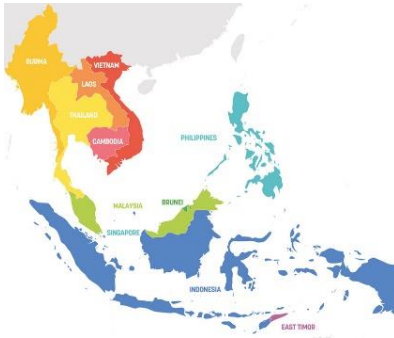 BURMA
VIETNAM
LAOS
THAILAND
CAMBODIA
PHILIPPINES
MALAYSIA
BRUNEI
SINGAPORE
INDONESIA
EAST TIMOR